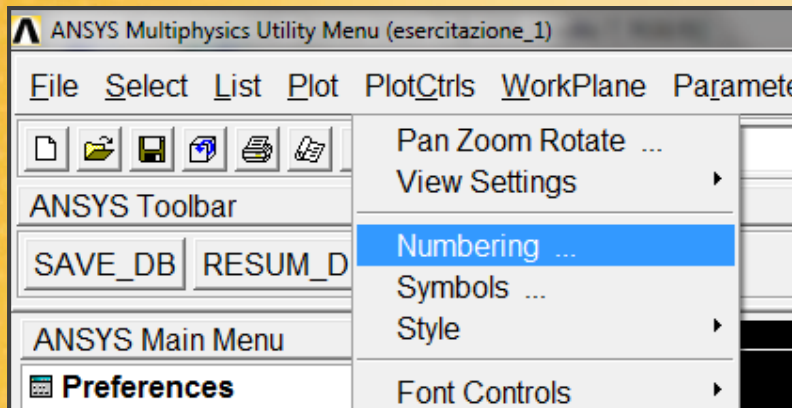 ANSYS Multiphysics Utility Menu (esercitazione_1)
File Select List Plot PlotCtrls WorkPlane Paramete
Pan Zoom Rotate ...
View Settings
ANSYS Toolbar
Numbering ...
SAVE_DB RESUM_D
Symbols ...
Style
ANSYS Main Menu
Preferences
Font Controls